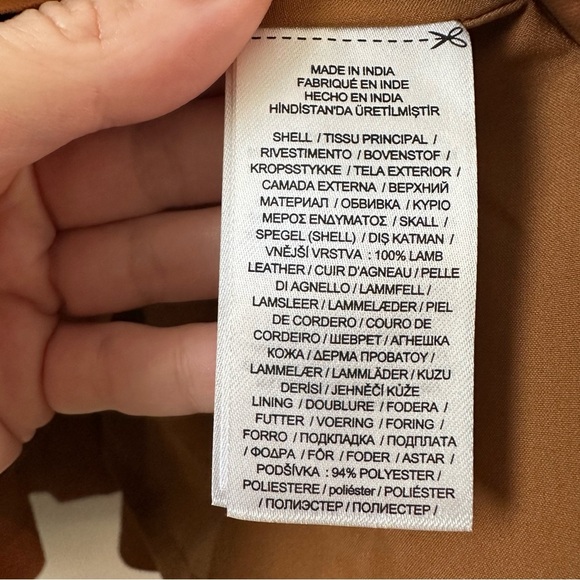 MADE IN INDIA
FABRIQUÉ EN INDE
HECHO EN INDIA
HİNDİSTAN'DA ÜRETİLMİŞTİR
SHELL / TISSU PRINCIPAL /
RIVESTIMENTO / BOVENSTOF /
KROPSSTYKKE / TELA EXTERIOR /
CAMADA EXTERNA / ВЕРХНИЙ
МАТЕРИАЛ / ОБВИВКА / ΚΥΡΙΟ
ΜΕΡΟΣ ΕΝΔΥΜΑΤΟΣ / SKALL /
SPEGEL (SHELL) / DIŞ KATMAN /
VNĚJŠÍ VRSTVA : 100% LAMB
LEATHER / CUIR D'AGNEAU / PELLE
DI AGNELLO / LAMMFELL /
LAMSLEER / LAMMELÆDER / PIEL
DE CORDERO / COURO DE
CORDEIRO / ШЕВРЕТ / АГНЕШКА
КОЖА / ΔΕΡΜΑ ΠΡΟΒΑΤΟΥ /
LAMMELÆR / LAMMLÄDER / KUZU
DERİSİ / JEHNĚČÍ KŮŽE
LINING / DOUBLURE / FODERA /
FUTTER / VOERING / FORING /
FORRO / ПОДКЛАДКА / ПОДПЛАТА
/ ΦΟΔΡΑ / FÔR / FODER / ASTAR /
PODŠÍVKA : 94% POLYESTER /
POLIESTERE / poliéster / POLIÉSTER
/ ПОЛИЭСТЕР / ПОЛИЕСТЕР /